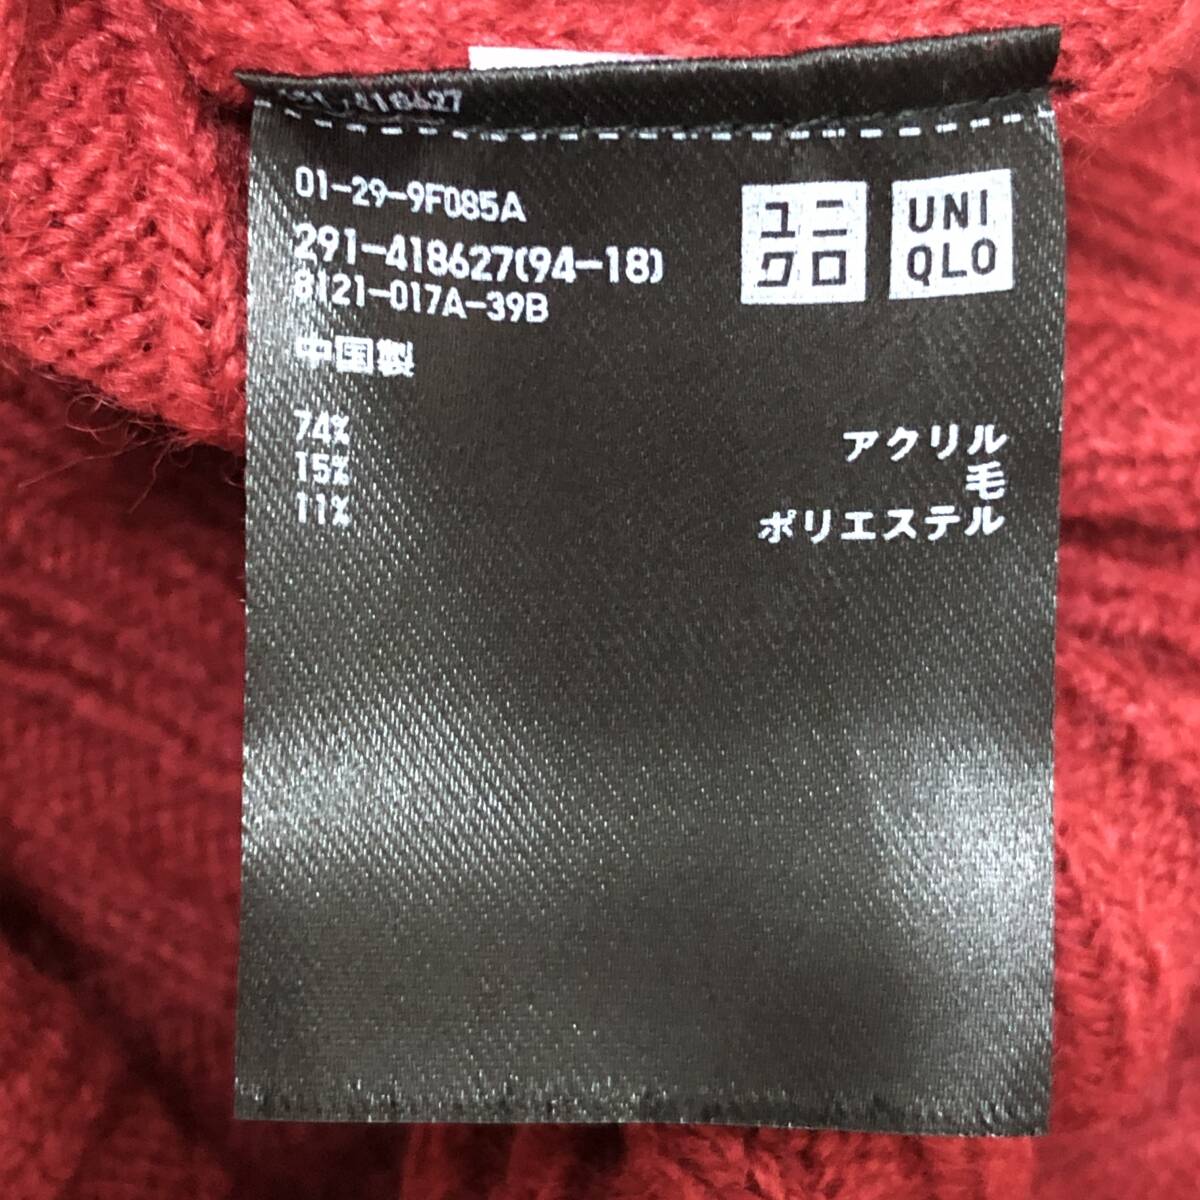 418627
01-29-9F085A
291-418627(94-18)
8121-017A-39B
中国製
ユニ
クロ
UNI
QLO
74% アクリル
15% 毛
11% ポリエステル